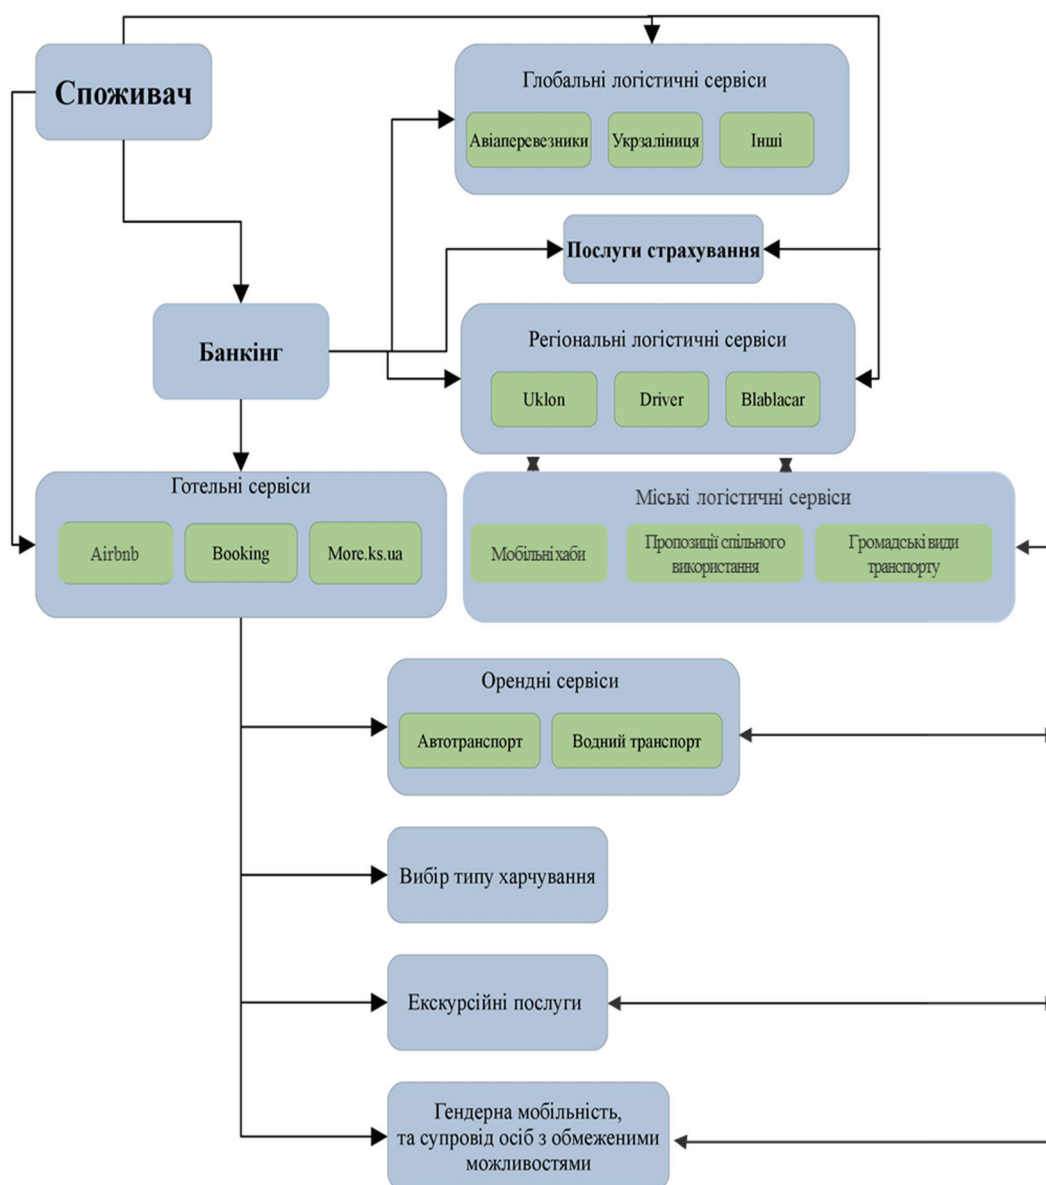 Споживач
Глобальні логістичні сервіси
Авіаперевезники
Укрзаліниця
Інші
Послуги страхування
Банкінг
Регіональні логістичні сервіси
Uklon
Driver
Blablacar
Готельні сервіси
Airbnb
Booking
More.ks.ua
Міські логістичні сервіси
Мобільні хаби
Пропозиції спільного
використання
Громадські види
транспорту
Орендні сервіси
Автотранспорт
Водний транспорт
Вибір типу харчування
Екскурсійні послуги
Гендерна мобільність,
та супровід осіб з обмеженими
можливостями